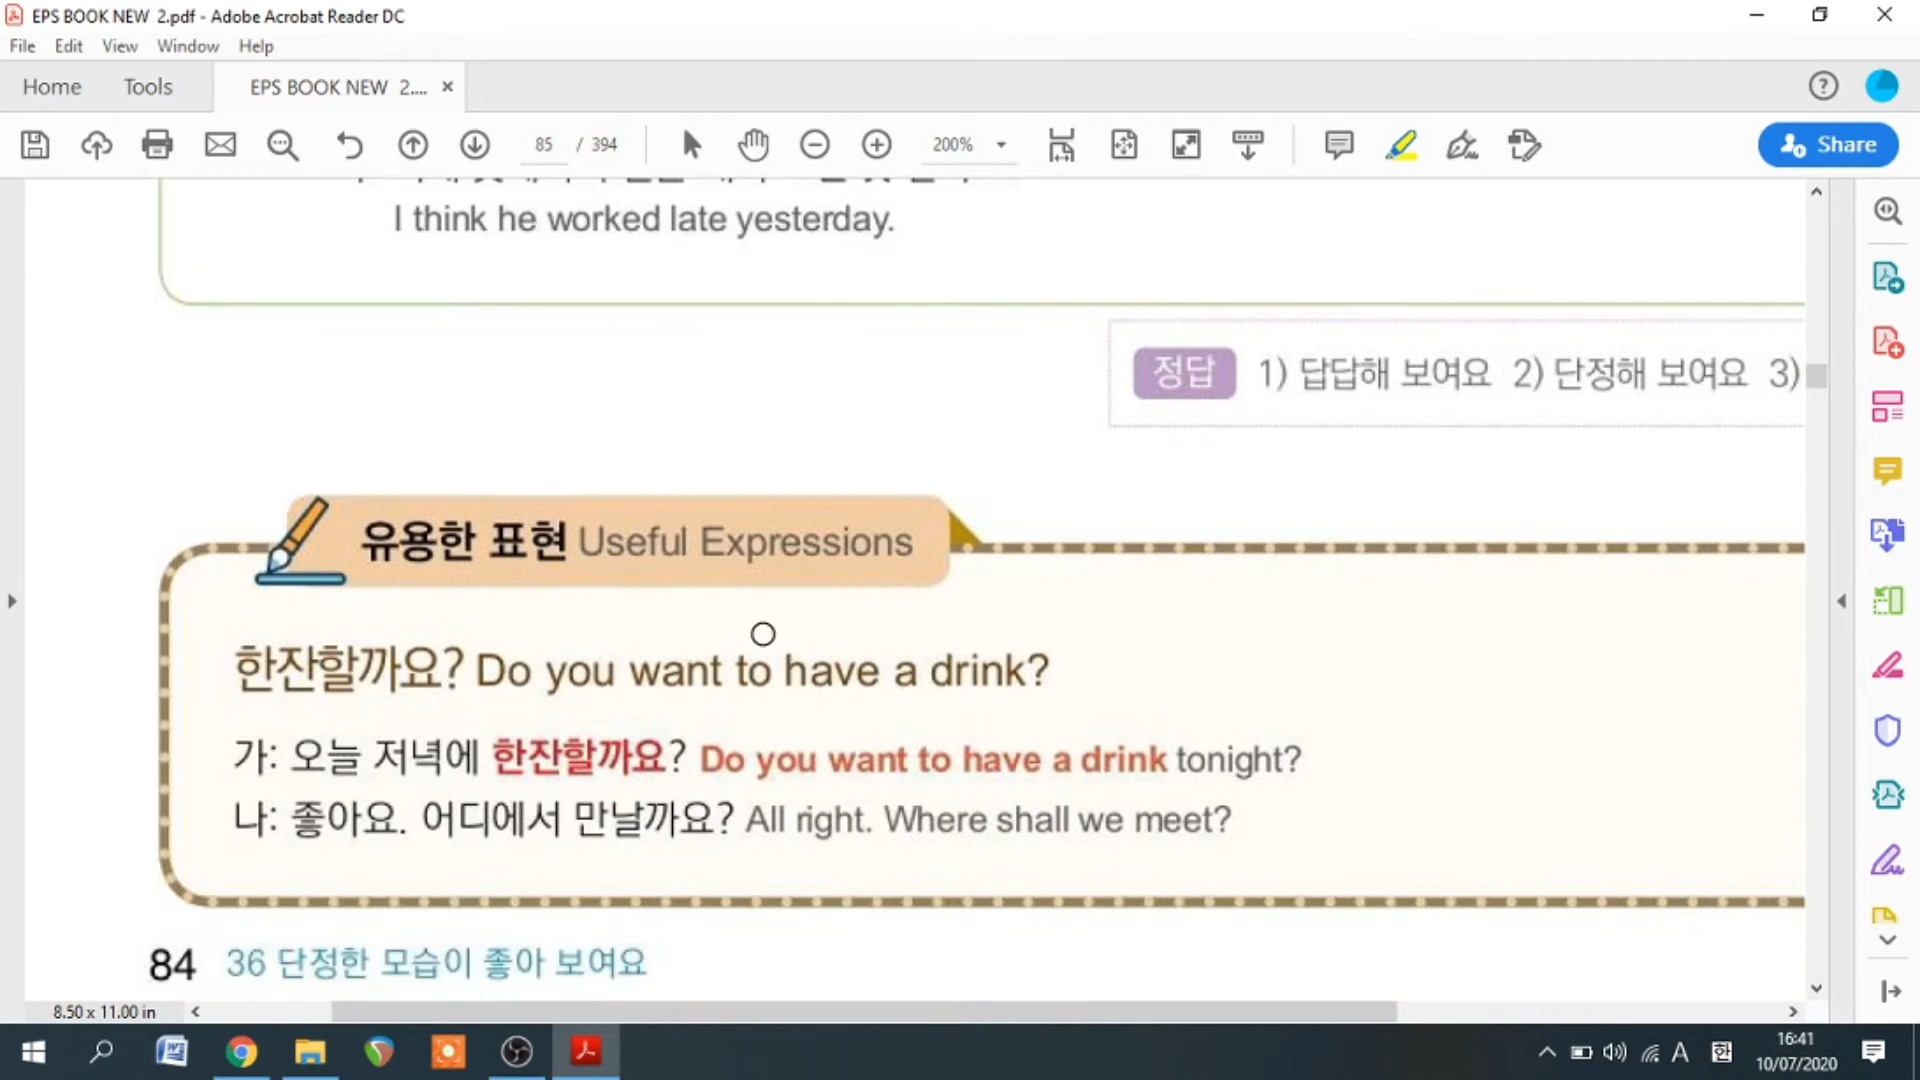 EPS BOOK NEW  2.pdf - Adobe Acrobat Reader DC
File Edit View Window Help
Home Tools EPS BOOK NEW  2.... ×
85 / 394 200% Share
I think he worked late yesterday.
정답 1) 답답해 보여요 2) 단정해 보여요 3)
유용한 표현 Useful Expressions
한잔할까요? Do you want to have a drink?
가: 오늘 저녁에 한잔할까요? Do you want to have a drink tonight?
나: 좋아요. 어디에서 만날까요? All right. Where shall we meet?
84 36 단정한 모습이 좋아 보여요
8.50 x 11.00 in
A 한 16:41
10/07/2020